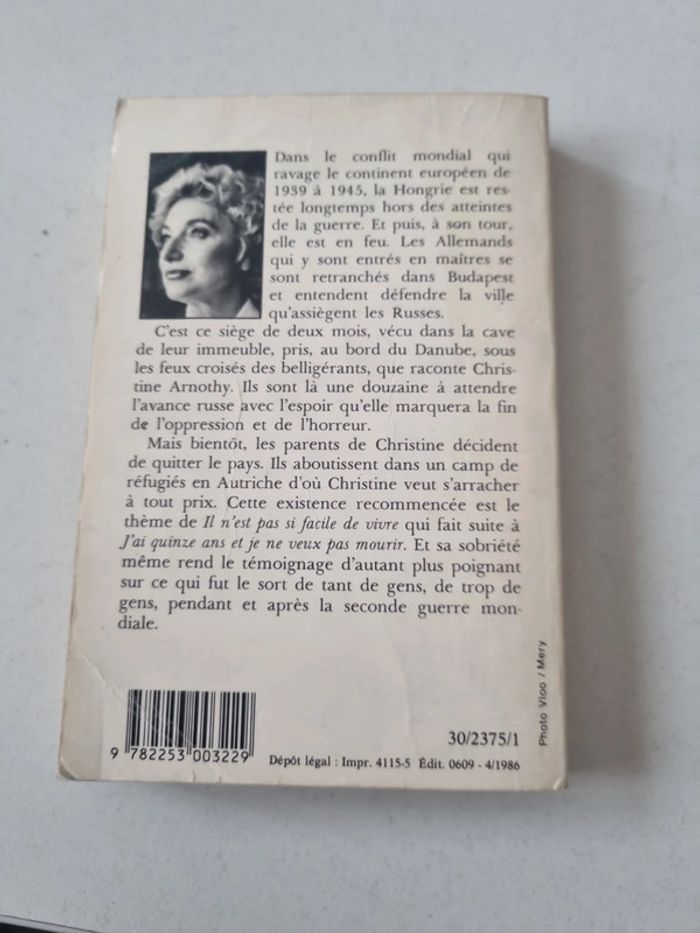 Dans le conflit mondial qui
ravage le continent européen de
1939 à 1945, la Hongrie est res-
tée longtemps hors des atteintes
de la guerre. Et puis, à son tour,
elle est en feu. Les Allemands
qui y sont entrés en maîtres se
sont retranchés dans Budapest
et entendent défendre la ville
qu'assiègent les Russes.
C'est ce siège de deux mois, vécu dans la cave
de leur immeuble, pris, au bord du Danube, sous
les feux croisés des belligérants, que raconte Chris-
tine Arnothy. Ils sont là une douzaine à attendre
l'avance russe avec l'espoir qu'elle marquera la fin
de l'oppression et de l'horreur.
Mais bientôt, les parents de Christine décident
de quitter le pays. Ils aboutissent dans un camp de
réfugiés en Autriche d'où Christine veut s'arracher
à tout prix. Cette existence recommencée est le
thème de Il n'est pas si facile de vivre qui fait suite à
J'ai quinze ans et je ne veux pas mourir. Et sa sobriété
même rend le témoignage d'autant plus poignant
sur ce qui fut le sort de tant de gens, de trop de
gens, pendant et après la seconde guerre mon-
diale.
Photo Vloo / Mery
30/2375/1
9 782253 003229
Dépôt légal : Impr. 4115-5 Édit. 0609 - 4/1986